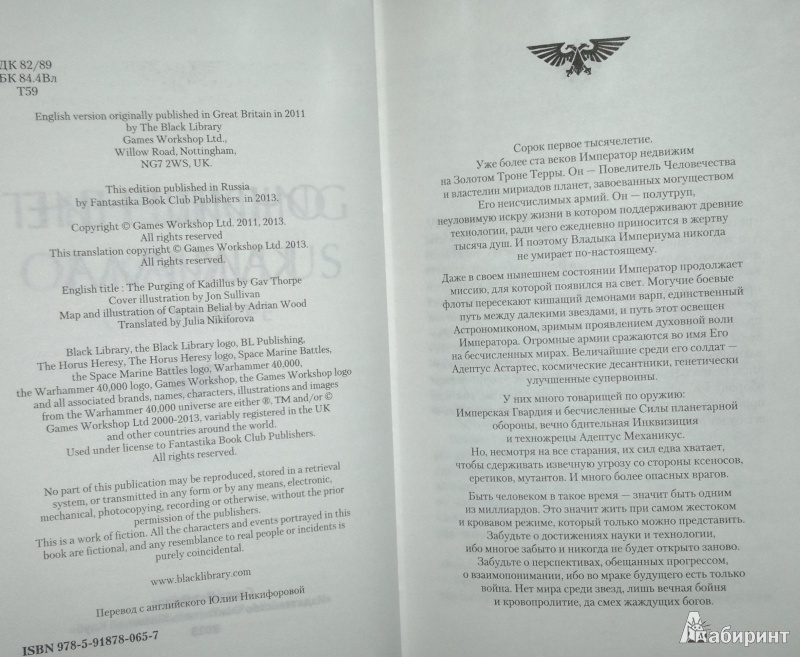 ДК 82/89
БК 84.4Вл
Т59
English version originally published in Great Britain in 2011
by The Black Library
Games Workshop Ltd.,
Willow Road, Nottingham,
NG7 2WS, UK.
This edition published in Russia
by Fantastika Book Club Publishers in 2013.
Copyright © Games Workshop Ltd. 2011, 2013.
All rights reserved
This translation copyright © Games Workshop Ltd. 2013.
All rights reserved.
English title : The Purging of Kadillus by Gav Thorpe
Cover illustration by Jon Sullivan
Map and illustration of Captain Belial by Adrian Wood
Translated by Julia Nikiforova
Black Library, the Black Library logo, BL Publishing,
The Horus Heresy, The Horus Heresy logo, Space Marine Battles,
the Space Marine Battles logo, Warhammer 40,000,
the Warhammer 40,000 logo, Games Workshop, the Games Workshop logo
and all associated brands, names, characters, illustrations and images
from the Warhammer 40,000 universe are either ®, TM and/or ©
Games Workshop Ltd 2000-2013, variably registered in the UK
and other countries around the world.
Used under license to Fantastika Book Club Publishers.
All rights reserved.
No part of this publication may be reproduced, stored in a retrieval
system, or transmitted in any form or by any means, electronic,
mechanical, photocopying, recording or otherwise, without the prior
permission of the publishers.
This is a work of fiction. All the characters and events portrayed in this
book are fictional, and any resemblance to real people or incidents is
purely coincidental.
www.blacklibrary.com
Перевод с английского Юлии Никифоровой
ISBN 978-5-91878-065-7
Сорок первое тысячелетие.
Уже более ста веков Император недвижим
на Золотом Троне Терры. Он — Повелитель Человечества
и властелин мириадов планет, завоеванных могуществом
Его неисчислимых армий. Он — полутруп,
неуловимую искру жизни в котором поддерживают древние
технологии, ради чего ежедневно приносится в жертву
тысяча душ. И поэтому Владыка Империума никогда
не умирает по-настоящему.
Даже в своем нынешнем состоянии Император продолжает
миссию, для которой появился на свет. Могучие боевые
флоты пересекают кишащий демонами варп, единственный
путь между далекими звездами, и путь этот освещен
Астрономиконом, зримым проявлением духовной воли
Императора. Огромные армии сражаются во имя Его
на бесчисленных мирах. Величайшие среди его солдат —
Адептус Астартес, космические десантники, генетически
улучшенные супервоины.
У них много товарищей по оружию:
Имперская Гвардия и бесчисленные Силы планетарной
обороны, вечно бдительная Инквизиция
и техножрецы Адептус Механикус.
Но, несмотря на все старания, их сил едва хватает,
чтобы сдерживать извечную угрозу со стороны ксеносов,
еретиков, мутантов. И много более опасных врагов.
Быть человеком в такое время — значит быть одним
из миллиардов. Это значит жить при самом жестоком
и кровавом режиме, который только можно представить.
Забудьте о достижениях науки и технологии,
ибо многое забыто и никогда не будет открыто заново.
Забудьте о перспективах, обещанных прогрессом,
о взаимопонимании, ибо во мраке будущего есть только
война. Нет мира среди звезд, лишь вечная бойня
и кровопролитие, да смех жаждущих богов.
Лабиринт